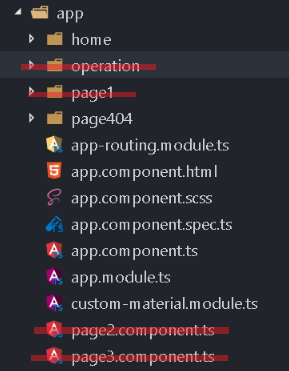 app
home
operation
page1
page404
app-routing.module.ts
app.component.html
app.component.scss
app.component.spec.ts
app.component.ts
app.module.ts
custom-material.module.ts
page2.component.ts
page3.component.ts